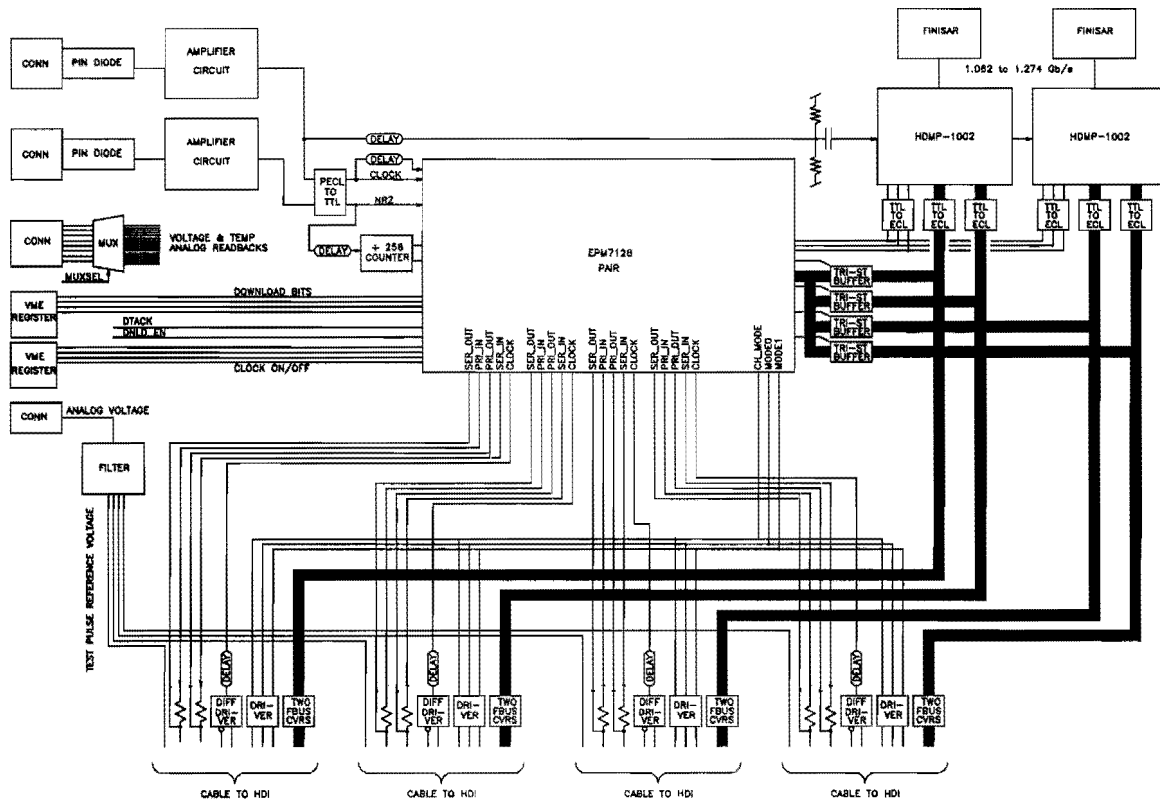 FINISAR
FINISAR
1.062 to 1.274 Gb/s
CONN
PIN DIODE
AMPLIFIER
CIRCUIT
HDMP-1002
HDMP-1002
DELAY
CONN
PIN DIODE
AMPLIFIER
CIRCUIT
DELAY
CLOCK
PECL
TO
TTL
NR2
TTL
TO
ECL
TTL
TO
ECL
TTL
TO
ECL
TTL
TO
ECL
TTL
TO
ECL
TTL
TO
ECL
CONN
MUX
VOLTAGE & TEMP
ANALOG READBACKS
MUXSEL
DELAY
÷ 256
COUNTER
EPM7128
PAIR
TRI-ST
BUFFER
TRI-ST
BUFFER
TRI-ST
BUFFER
TRI-ST
BUFFER
VME
REGISTER
DOWNLOAD BITS
DTACK
DNLD_EN
VME
REGISTER
CLOCK ON/OFF
SER_OUT
PRI_IN
PRI_OUT
SER_IN
CLOCK
SER_OUT
PRI_IN
PRI_OUT
SER_IN
CLOCK
SER_OUT
PRI_IN
PRI_OUT
SER_IN
CLOCK
SER_OUT
PRI_IN
PRI_OUT
SER_IN
CLOCK
CH_MODE
MODE0
MODE1
CONN
ANALOG VOLTAGE
FILTER
TEST PULSE REFERENCE VOLTAGE
DELAY
DELAY
DELAY
DELAY
DIFF
DRI-
VER
DRI-
VER
TWO
FBUS
CVRS
DIFF
DRI-
VER
DRI-
VER
TWO
FBUS
CVRS
DIFF
DRI-
VER
DRI-
VER
TWO
FBUS
CVRS
DIFF
DRI-
VER
DRI-
VER
TWO
FBUS
CVRS
CABLE TO HDI
CABLE TO HDI
CABLE TO HDI
CABLE TO HDI